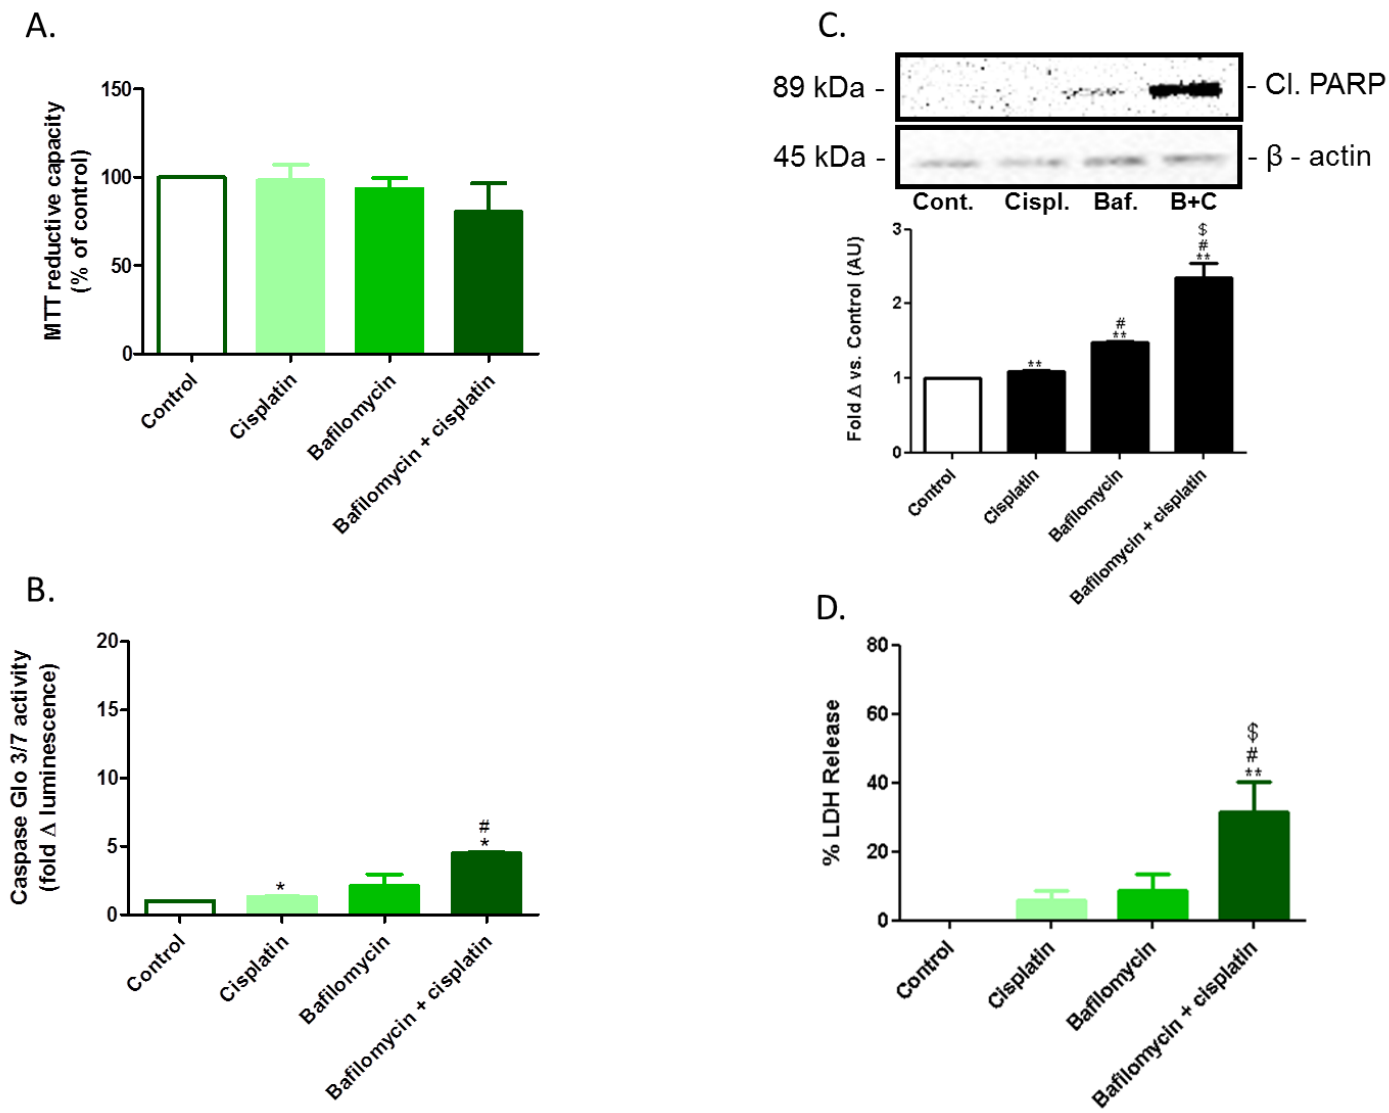 A.
MTT reductive capacity
(% of control)
150
100
50
0
Control
Cisplatin
Bafilomycin
Bafilomycin + cisplatin
B.
Caspase Glo 3/7 activity
(fold Δ luminescence)
20
15
10
5
0
*
#
*
Control
Cisplatin
Bafilomycin
Bafilomycin + cisplatin
C.
89 kDa - - Cl. PARP
45 kDa - - β - actin
Cont. Cispl. Baf. B+C
Fold Δ vs. Control (AU)
3
2
1
0
**
#
**
$
#
**
Control
Cisplatin
Bafilomycin
Bafilomycin + cisplatin
D.
% LDH Release
80
60
40
20
0
$
#
**
Control
Cisplatin
Bafilomycin
Bafilomycin + cisplatin